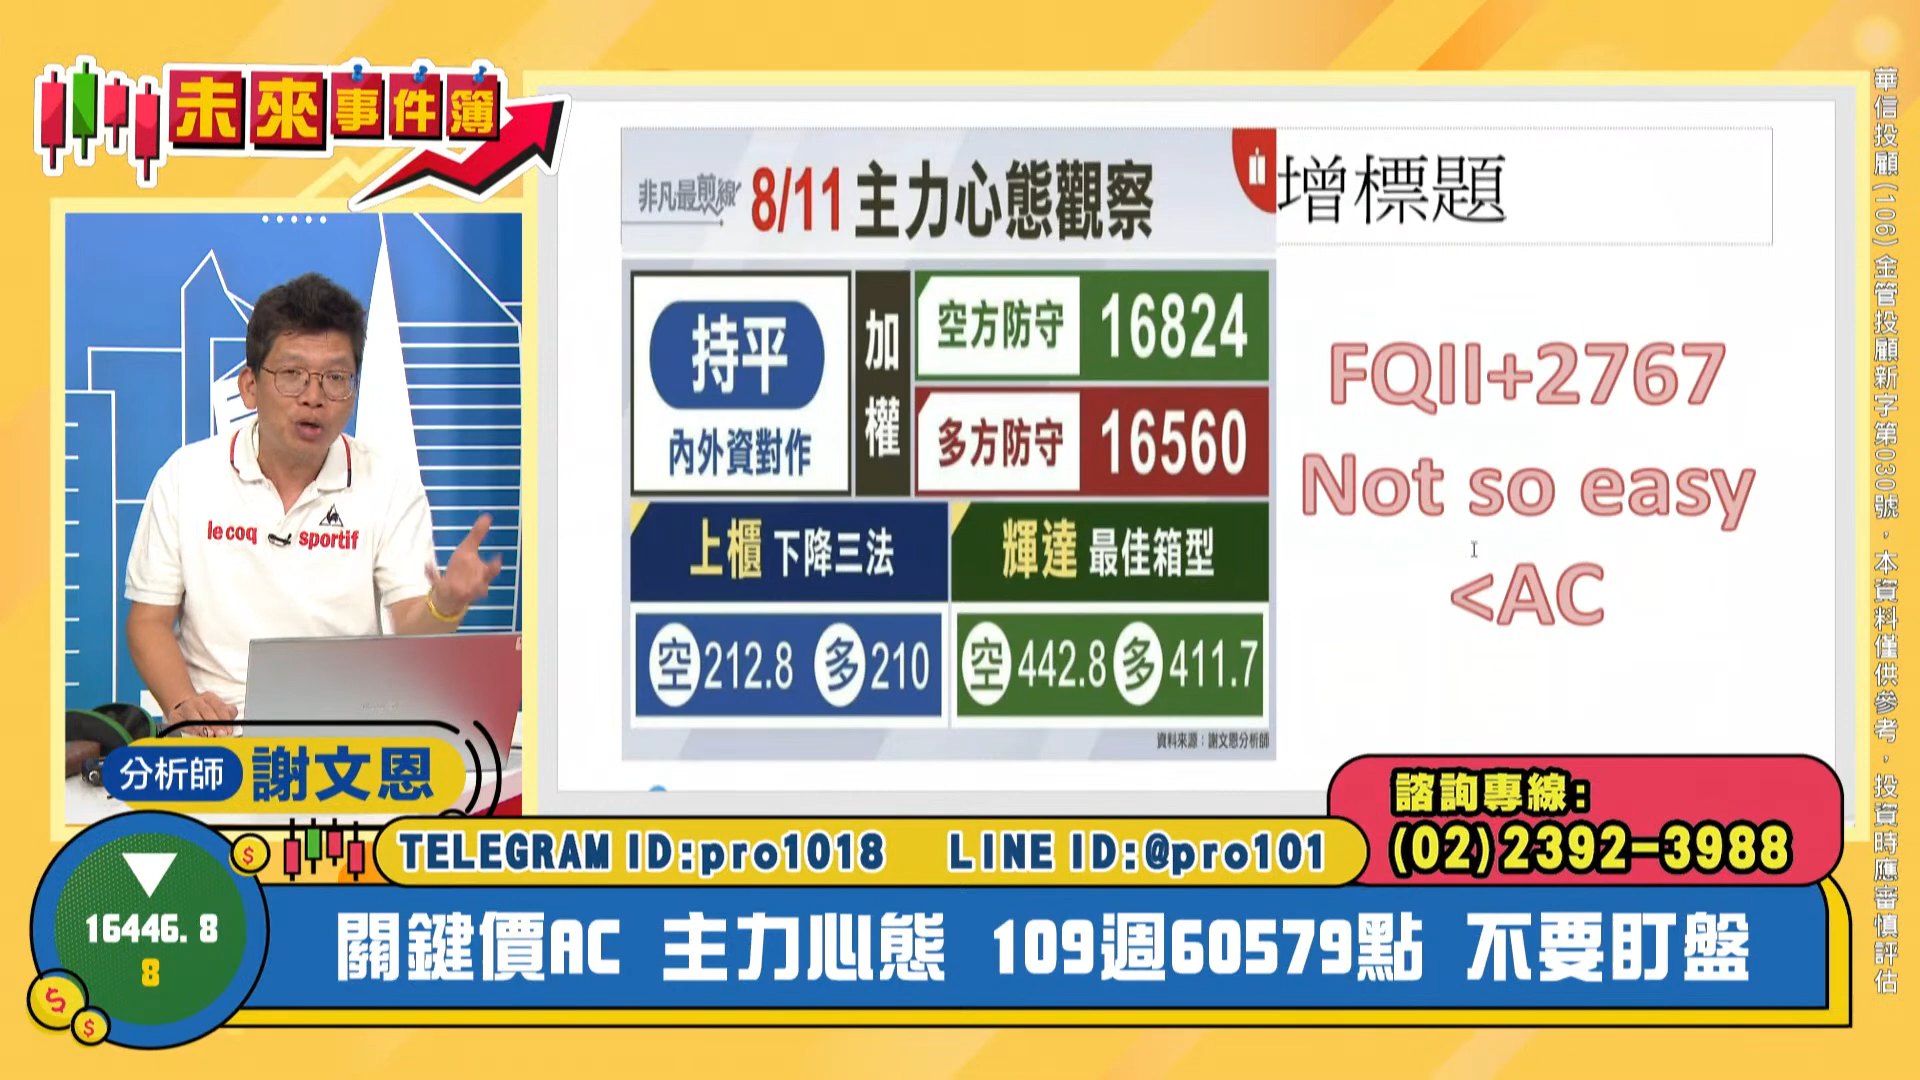 未來事件簿
非凡最前線
8/11 主力心態觀察
增標題
持平
內外資對作
加權
空方防守 16824
多方防守 16560
上櫃 下降三法
輝達 最佳箱型
空 212.8 多 210
空 442.8 多 411.7
資料來源：謝文恩分析師
FQII+2767
Not so easy
<AC
le coq sportif
分析師 謝文恩
TELEGRAM ID:pro1018 LINE ID:@pro101
諮詢專線:
(02)2392-3988
16446.8
8
關鍵價AC 主力心態 109週60579點 不要盯盤
華信投顧(106)金管投顧新字第030號，本資料僅供參考，投資時應審慎評估